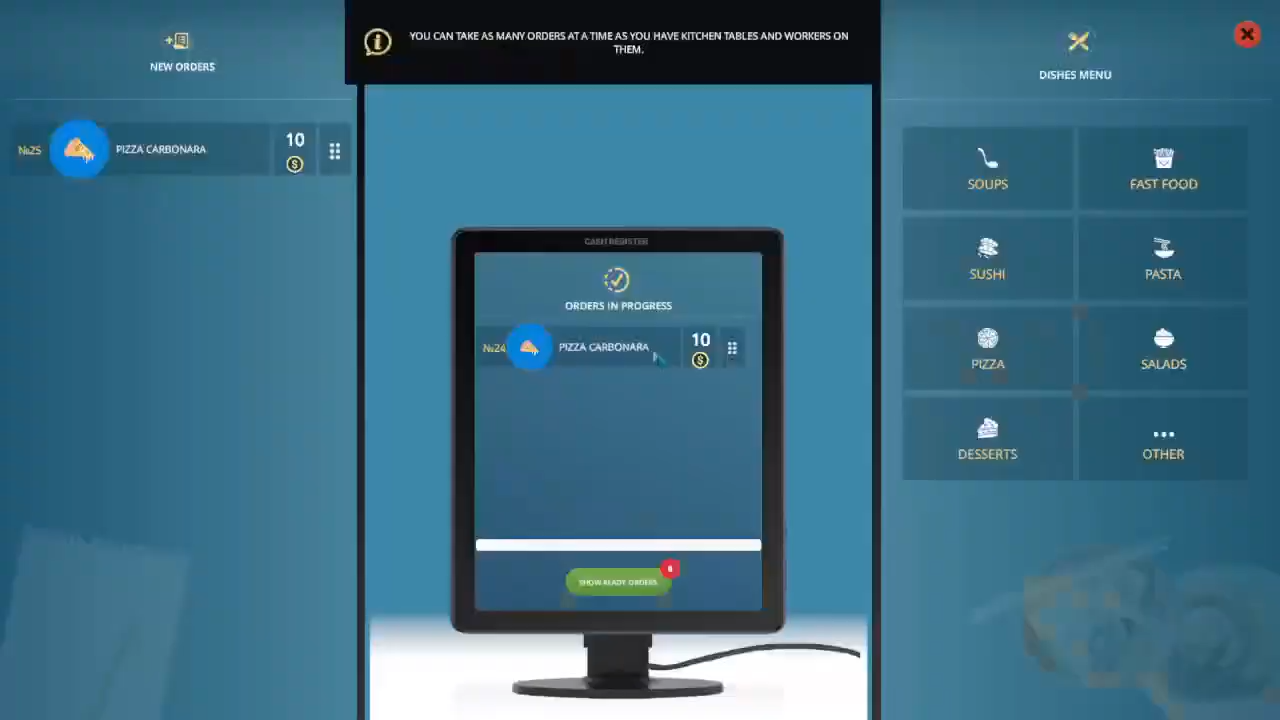 NEW ORDERS
YOU CAN TAKE AS MANY ORDERS AT A TIME AS YOU HAVE KITCHEN TABLES AND WORKERS ON
THEM.
DISHES MENU
№25
PIZZA CARBONARA
10
CASH REGISTER
ORDERS IN PROGRESS
№24
PIZZA CARBONARA
10
6
SHOW READY ORDERS
SOUPS
FAST FOOD
SUSHI
PASTA
PIZZA
SALADS
DESSERTS
OTHER